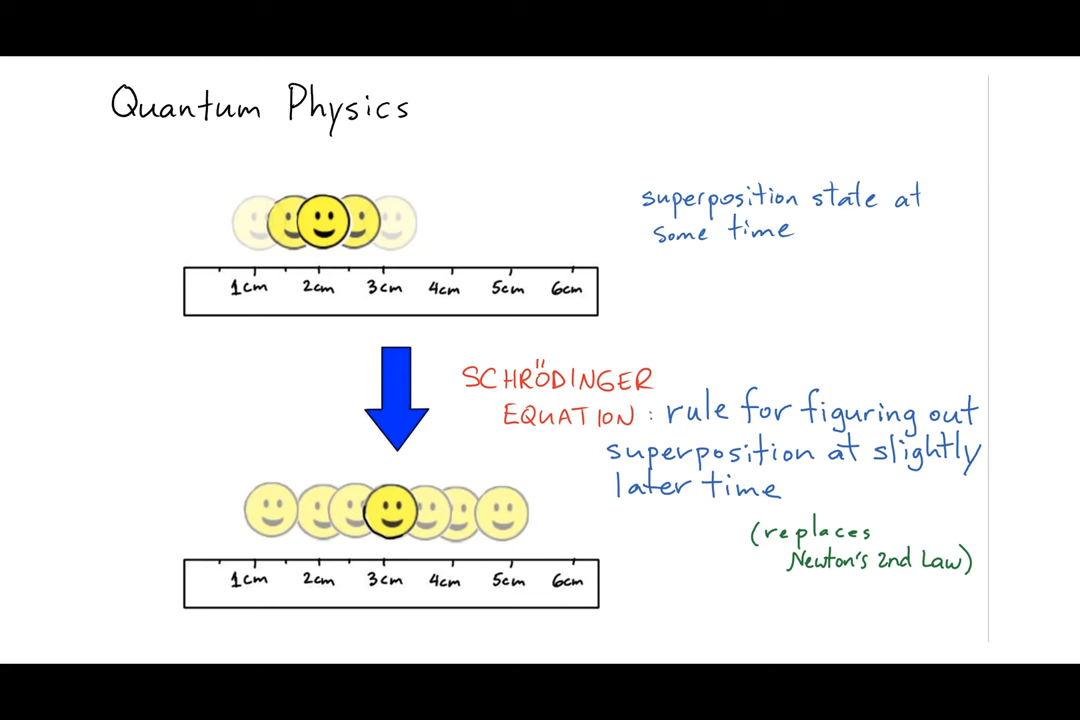 Quantum Physics
superposition state at
some time
1cm 2cm 3cm 4cm 5cm 6cm
SCHRÖDINGER
EQUATION: rule for figuring out
superposition at slightly
later time
(replaces
Newton's 2nd Law)
1cm 2cm 3cm 4cm 5cm 6cm